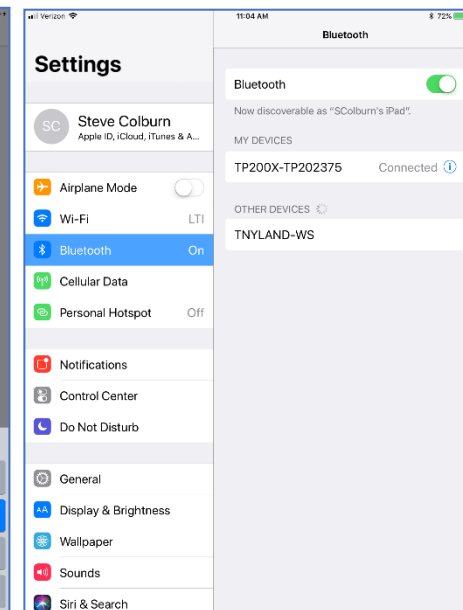 Verizon
11:04 AM
72%
Settings
Bluetooth
SC
Steve Colburn
Apple ID, iCloud, iTunes & A...
Airplane Mode
Wi-Fi LTI
Bluetooth On
Cellular Data
Personal Hotspot Off
Notifications
Control Center
Do Not Disturb
General
AA
Display & Brightness
Wallpaper
Sounds
Siri & Search
Bluetooth
Now discoverable as “SColburn’s iPad”.
MY DEVICES
TP200X-TP202375 Connected i
OTHER DEVICES
TNYLAND-WS